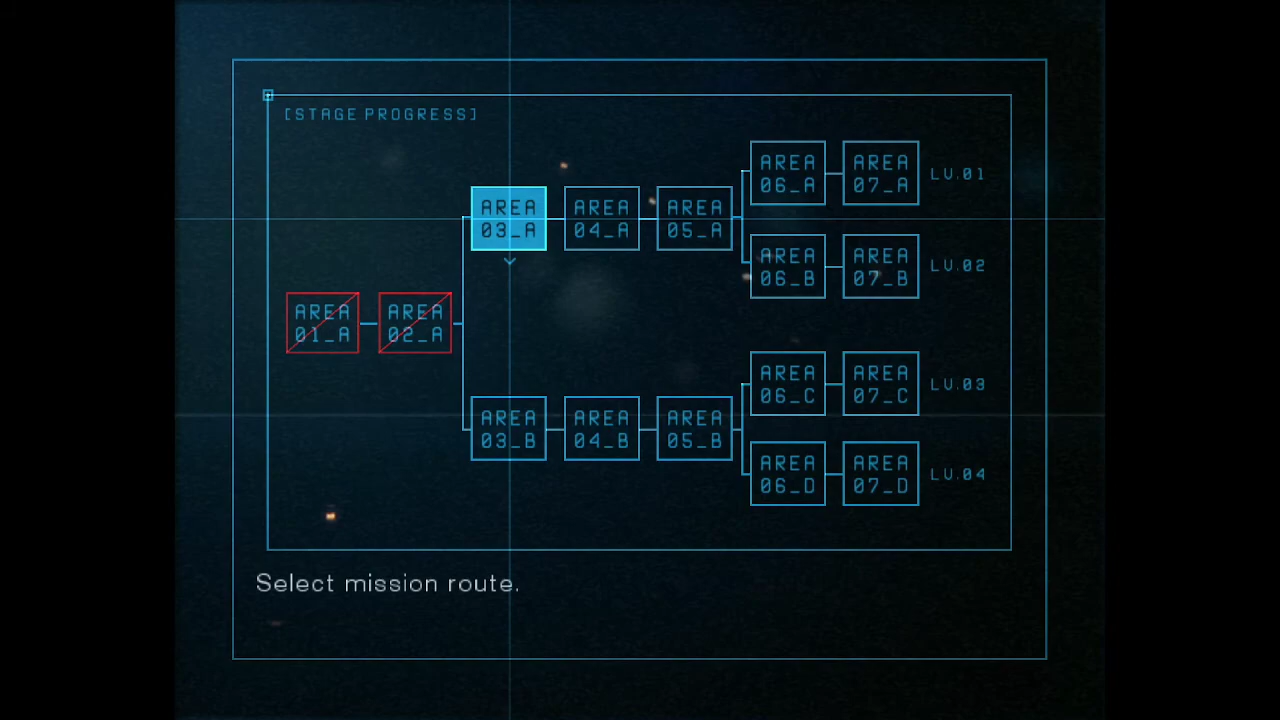 [STAGE PROGRESS]
AREA
01_A
AREA
02_A
AREA
03_A
AREA
04_A
AREA
05_A
AREA
06_A
AREA
07_A
LV.01
AREA
06_B
AREA
07_B
LV.02
AREA
03_B
AREA
04_B
AREA
05_B
AREA
06_C
AREA
07_C
LV.03
AREA
06_D
AREA
07_D
LV.04
Select mission route.